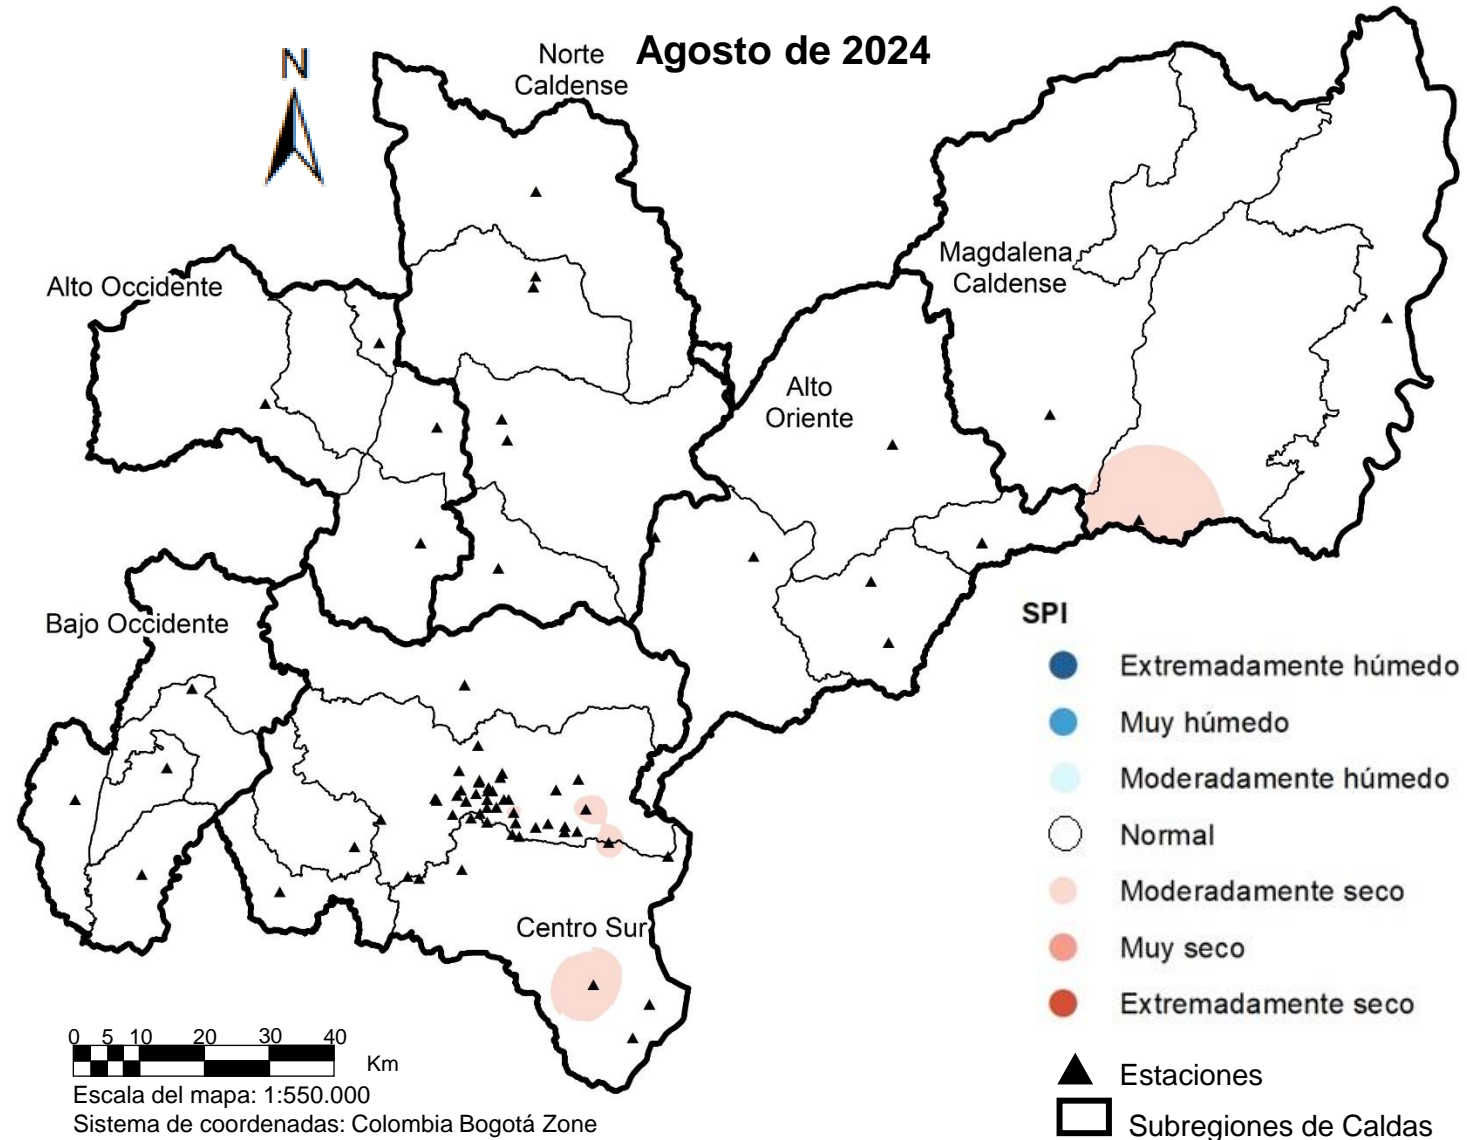 Agosto de 2024
N
Norte
Caldense
Alto Occidente
Magdalena
Caldense
Alto
Oriente
Bajo Occidente
Centro Sur
SPI
Extremadamente húmedo
Muy húmedo
Moderadamente húmedo
Normal
Moderadamente seco
Muy seco
Extremadamente seco
Estaciones
Subregiones de Caldas
0 5 10 20 30 40
Km
Escala del mapa: 1:550.000
Sistema de coordenadas: Colombia Bogotá Zone